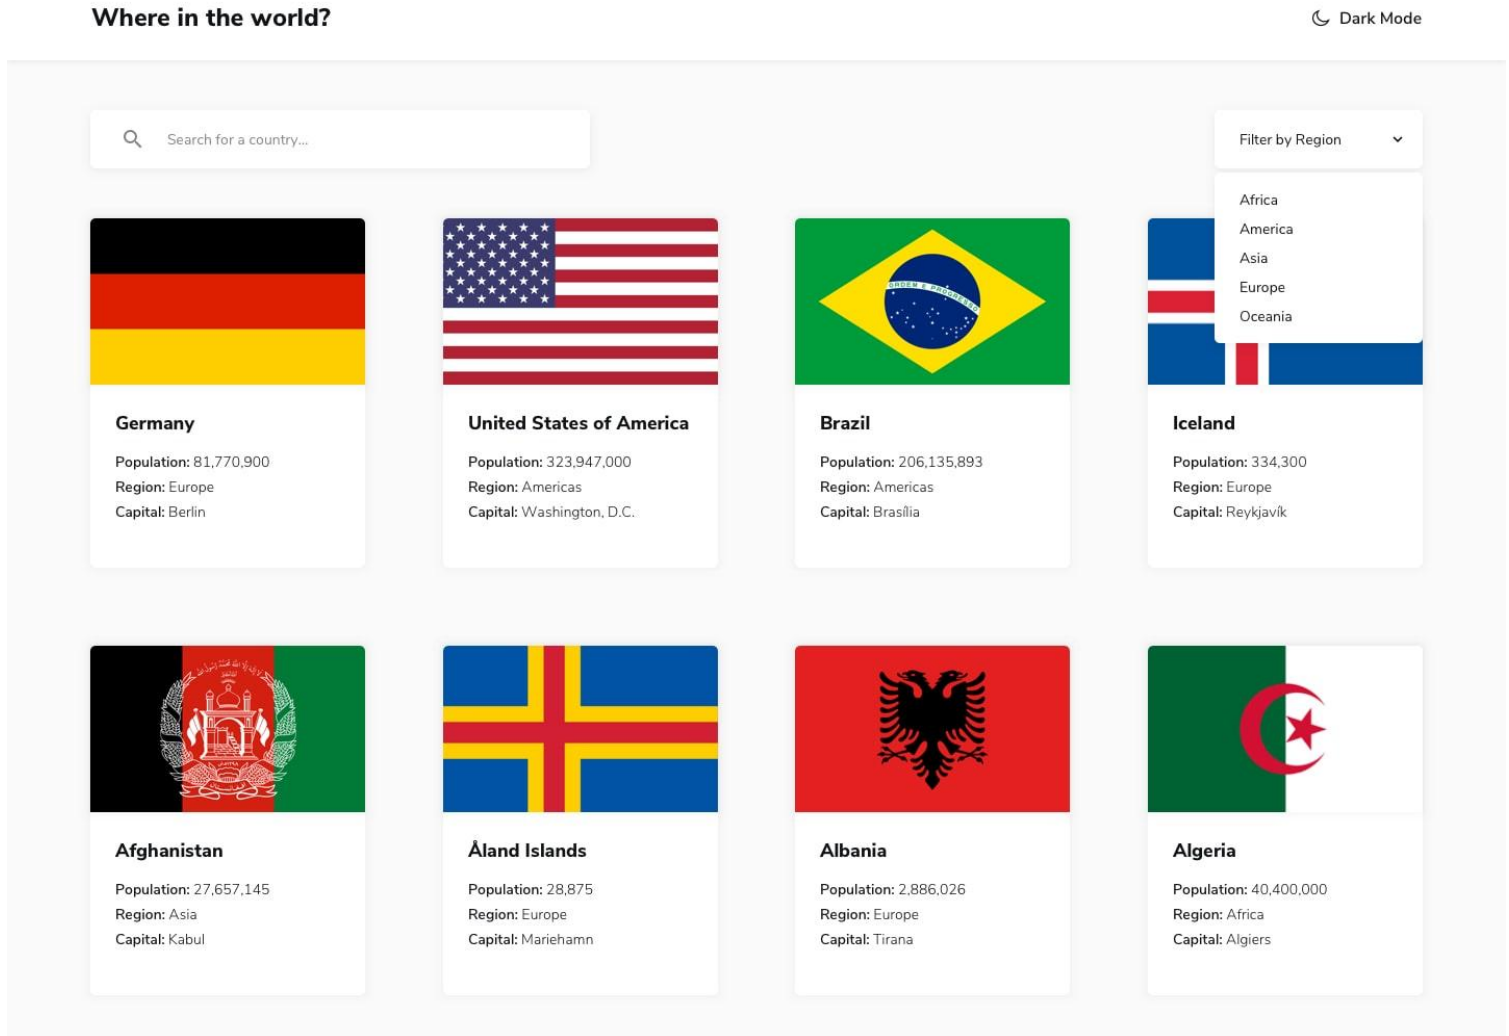 Where in the world?
Dark Mode
Search for a country...
Filter by Region
Africa
America
Asia
Europe
Oceania
ORDEM E PROGRESSO
Germany
Population: 81,770,900
Region: Europe
Capital: Berlin
United States of America
Population: 323,947,000
Region: Americas
Capital: Washington, D.C.
Brazil
Population: 206,135,893
Region: Americas
Capital: Brasília
Iceland
Population: 334,300
Region: Europe
Capital: Reykjavík
Afghanistan
Population: 27,657,145
Region: Asia
Capital: Kabul
Åland Islands
Population: 28,875
Region: Europe
Capital: Mariehamn
Albania
Population: 2,886,026
Region: Europe
Capital: Tirana
Algeria
Population: 40,400,000
Region: Africa
Capital: Algiers